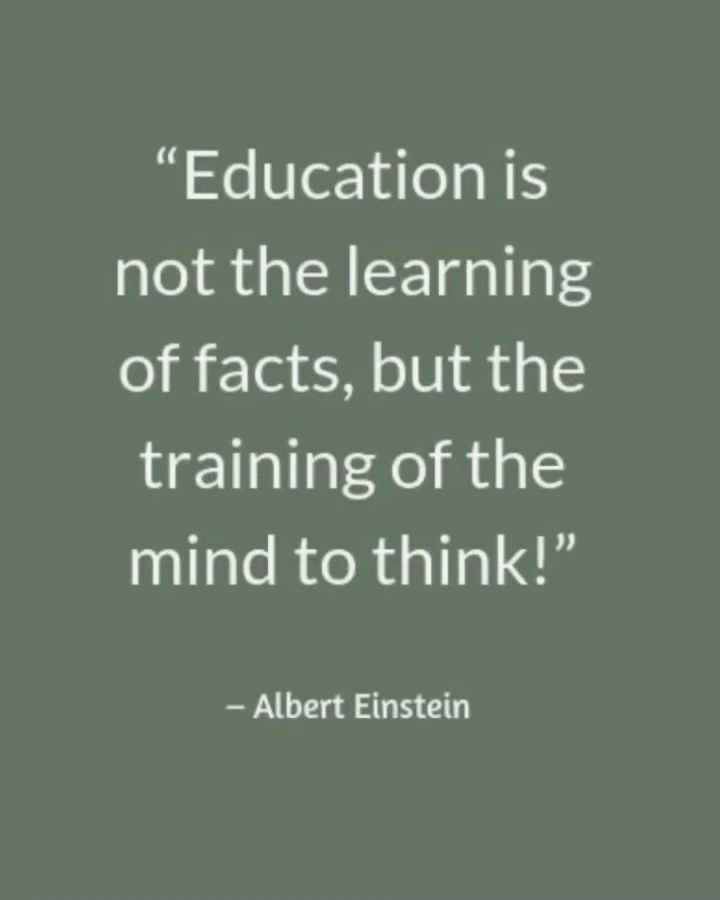 “Education is
not the learning
of facts, but the
training of the
mind to think!”
– Albert Einstein